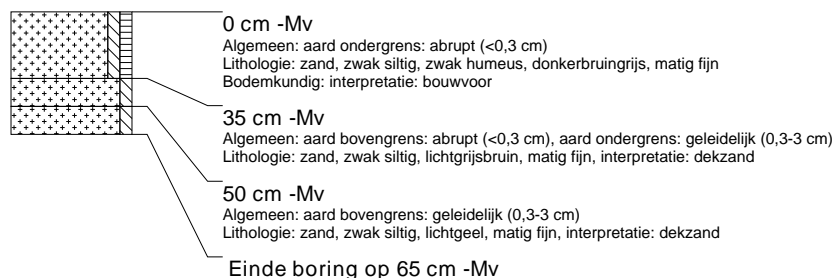 0 cm -Mv
Algemeen: aard ondergrens: abrupt (<0,3 cm)
Lithologie: zand, zwak siltig, zwak humeus, donkerbruingrijs, matig fijn
Bodemkundig: interpretatie: bouwvoor
35 cm -Mv
Algemeen: aard bovengrens: abrupt (<0,3 cm), aard ondergrens: geleidelijk (0,3-3 cm)
Lithologie: zand, zwak siltig, lichtgrijsbruin, matig fijn, interpretatie: dekzand
50 cm -Mv
Algemeen: aard bovengrens: geleidelijk (0,3-3 cm)
Lithologie: zand, zwak siltig, lichtgeel, matig fijn, interpretatie: dekzand
Einde boring op 65 cm -Mv